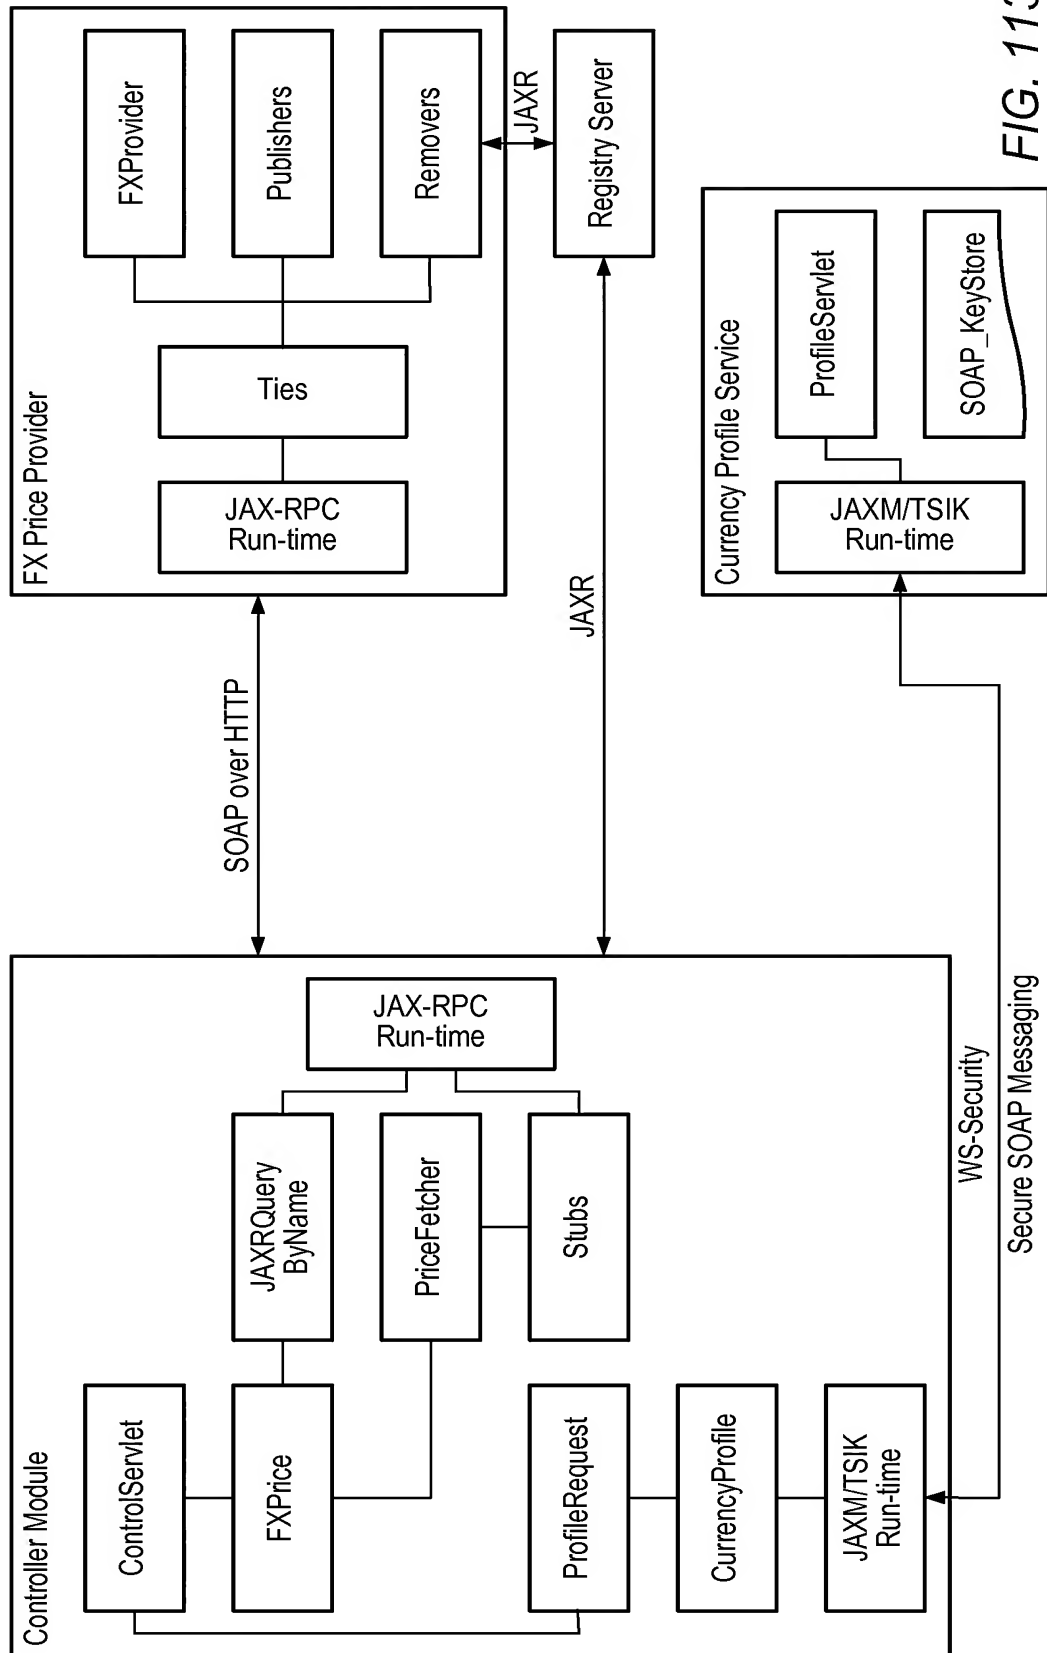 Controller Module
ControlServlet
FXPrice
JAXRQuery
ByName
PriceFetcher
JAX-RPC
Run-time
Stubs
ProfileRequest
CurrencyProfile
JAXM/TSIK
Run-time
SOAP over HTTP
JAXR
WS-Security
Secure SOAP Messaging
FX Price Provider
JAX-RPC
Run-time
Ties
FXProvider
Publishers
Removers
JAXR
Registry Server
Currency Profile Service
JAXM/TSIK
Run-time
ProfileServlet
SOAP_KeyStore
FIG. 113